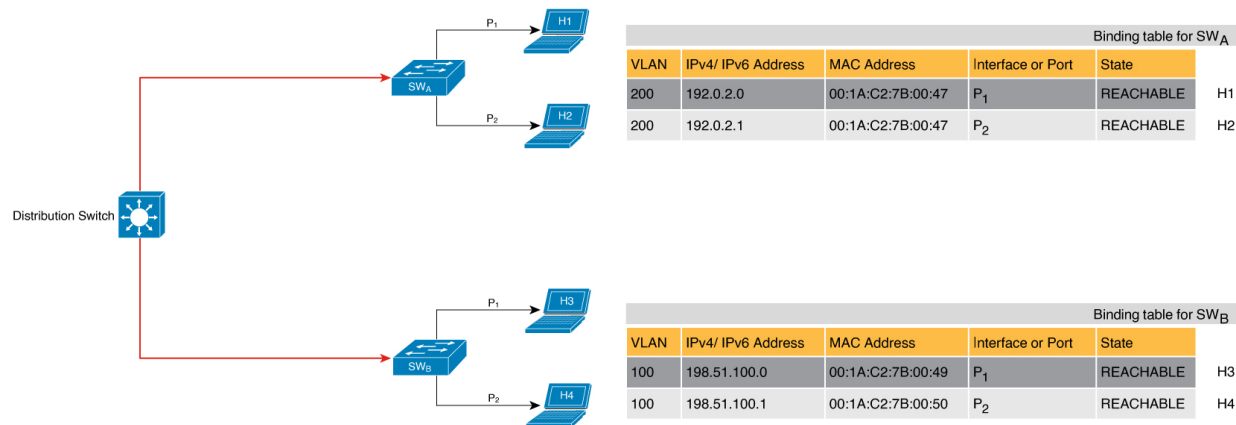 P1
H1
SWA
P2
H2
Distribution Switch
P1
H3
SWB
P2
H4
Binding table for SWA
VLAN IPv4/ IPv6 Address MAC Address Interface or Port State
200 192.0.2.0 00:1A:C2:7B:00:47 P1 REACHABLE H1
200 192.0.2.1 00:1A:C2:7B:00:47 P2 REACHABLE H2
Binding table for SWB
VLAN IPv4/ IPv6 Address MAC Address Interface or Port State
100 198.51.100.0 00:1A:C2:7B:00:49 P1 REACHABLE H3
100 198.51.100.1 00:1A:C2:7B:00:50 P2 REACHABLE H4